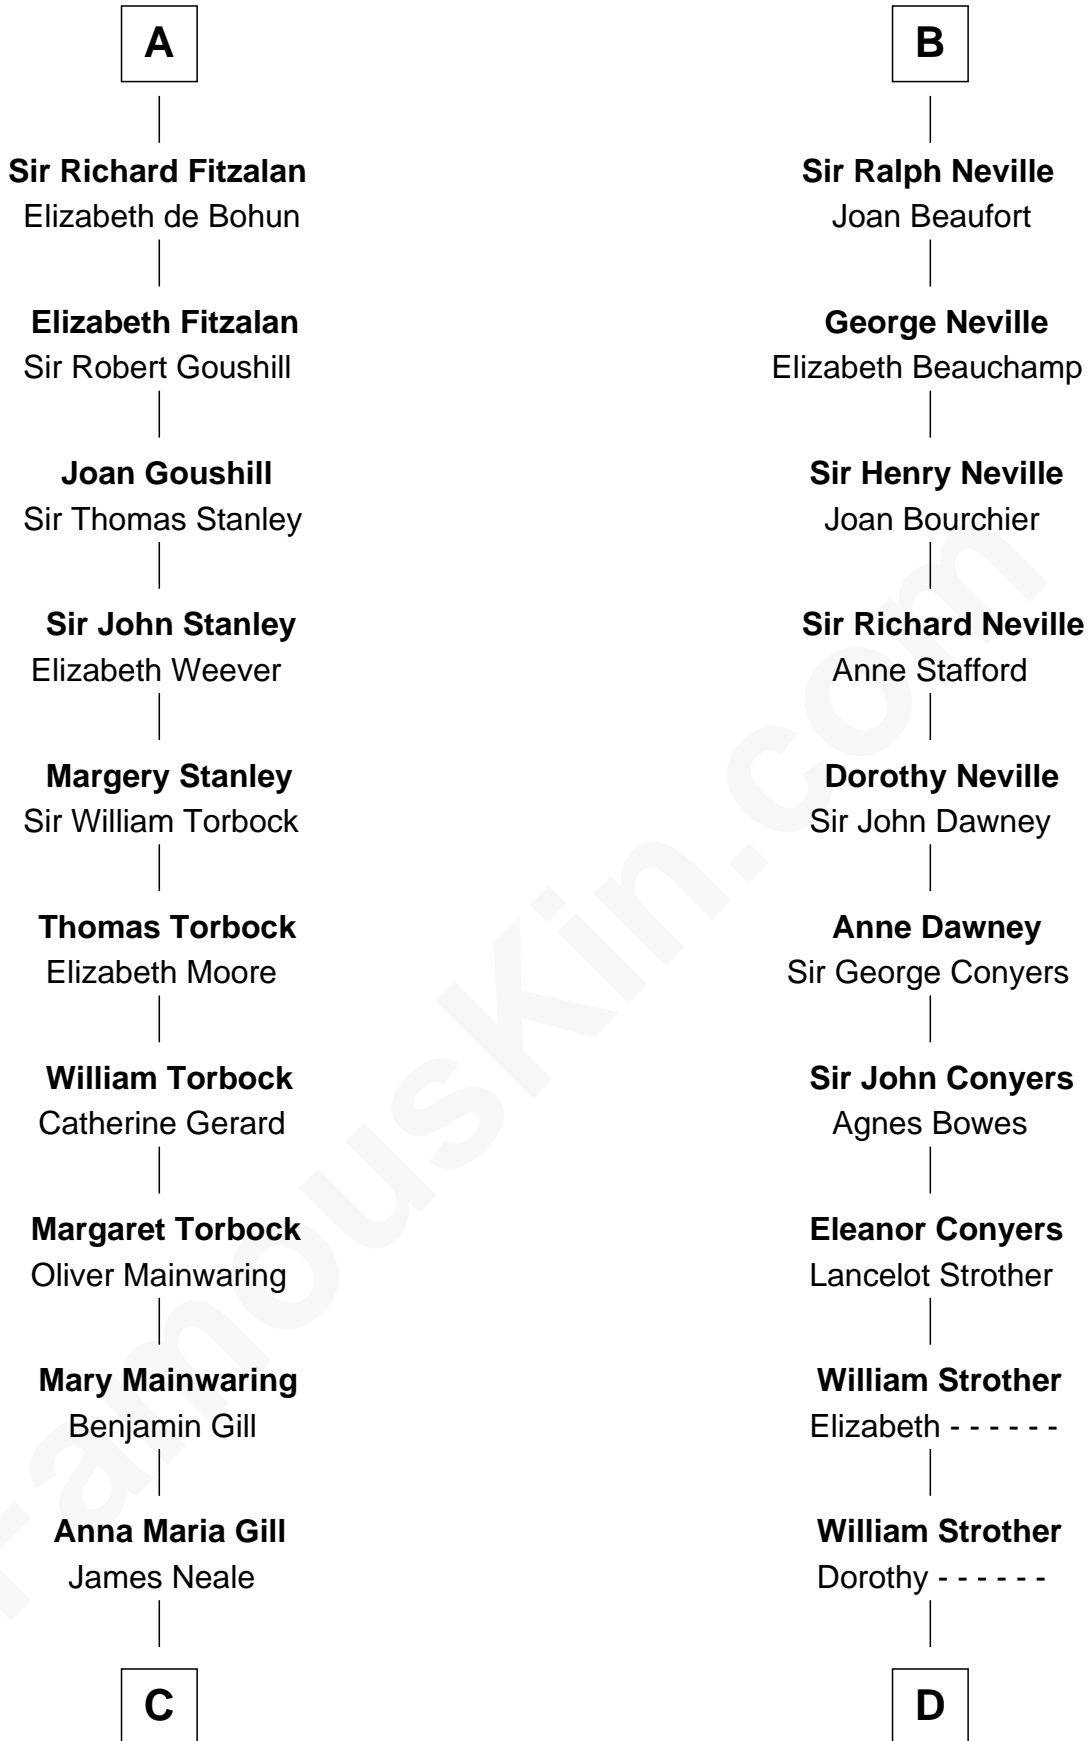 A
Sir Richard Fitzalan
Elizabeth de Bohun
Elizabeth Fitzalan
Sir Robert Goushill
Joan Goushill
Sir Thomas Stanley
Sir John Stanley
Elizabeth Weever
Margery Stanley
Sir William Torbock
Thomas Torbock
Elizabeth Moore
William Torbock
Catherine Gerard
Margaret Torbock
Oliver Mainwaring
Mary Mainwaring
Benjamin Gill
Anna Maria Gill
James Neale
C
B
Sir Ralph Neville
Joan Beaufort
George Neville
Elizabeth Beauchamp
Sir Henry Neville
Joan Bourchier
Sir Richard Neville
Anne Stafford
Dorothy Neville
Sir John Dawney
Anne Dawney
Sir George Conyers
Sir John Conyers
Agnes Bowes
Eleanor Conyers
Lancelot Strother
William Strother
Elizabeth - - - - - -
William Strother
Dorothy - - - - - -
D
FamousKin.com